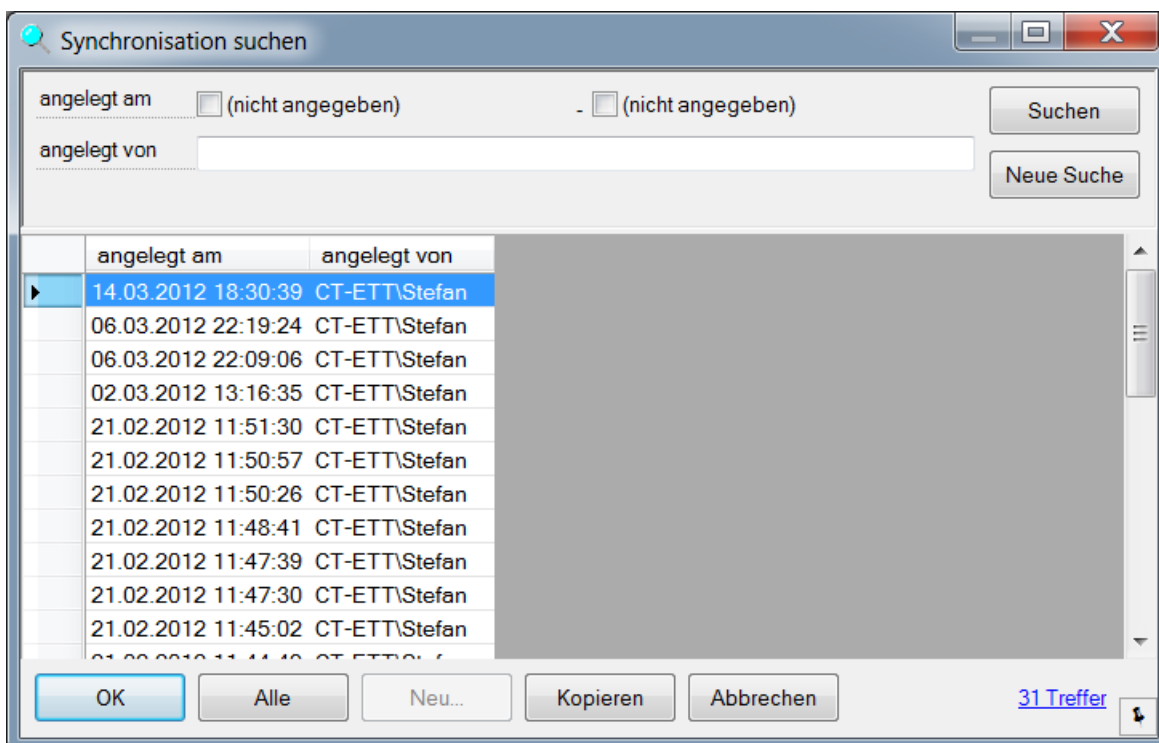 Synchronisation suchen
angelegt am (nicht angegeben) - (nicht angegeben)
Suchen
angelegt von
Neue Suche
angelegt am angelegt von
14.03.2012 18:30:39 CT-ETT\Stefan
06.03.2012 22:19:24 CT-ETT\Stefan
06.03.2012 22:09:06 CT-ETT\Stefan
02.03.2012 13:16:35 CT-ETT\Stefan
21.02.2012 11:51:30 CT-ETT\Stefan
21.02.2012 11:50:57 CT-ETT\Stefan
21.02.2012 11:50:26 CT-ETT\Stefan
21.02.2012 11:48:41 CT-ETT\Stefan
21.02.2012 11:47:39 CT-ETT\Stefan
21.02.2012 11:47:30 CT-ETT\Stefan
21.02.2012 11:45:02 CT-ETT\Stefan
OK Alle Neu... Kopieren Abbrechen 31 Treffer